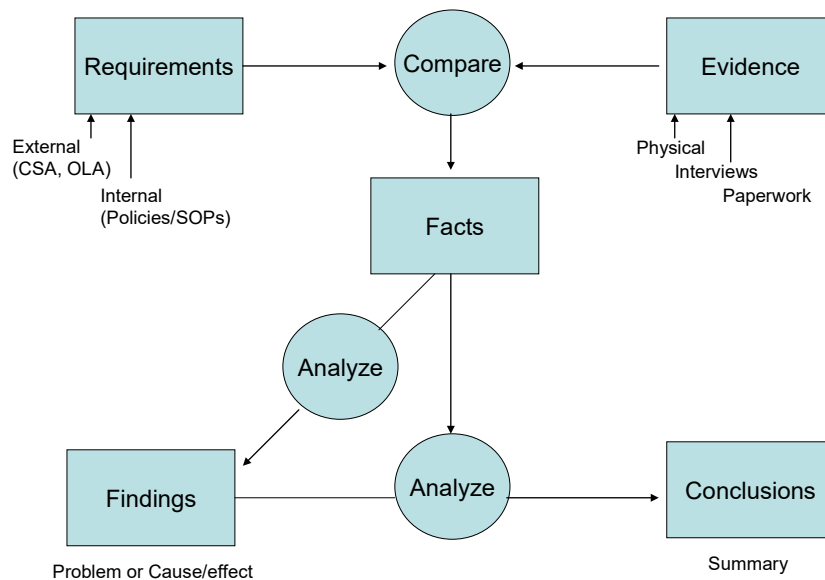 Requirements
Compare
Evidence
External
(CSA, OLA)
Internal
(Policies/SOPs)
Physical
Interviews
Paperwork
Facts
Analyze
Findings
Analyze
Conclusions
Problem or Cause/effect
Summary